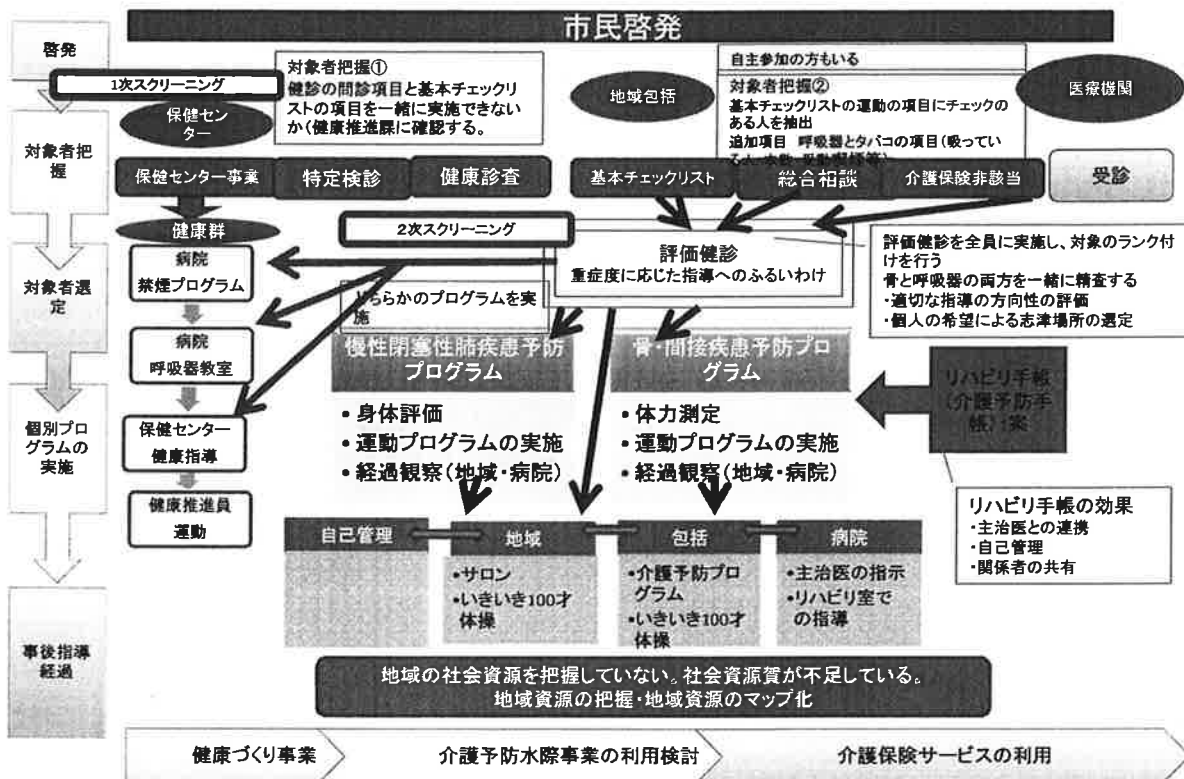 市民啓発
啓発
1次スクリーニング
対象者把握①
健診の問診項目と基本チェックリ
ストの項目を一緒に実施できない
か(健康推進課に確認する。
保健セン
ター
地域包括
自主参加の方もいる
対象者把握②
基本チェックリストの運動の項目にチェックの
ある人を抽出
追加項目 呼吸器とタバコの項目(吸ってい
医療機関
対象者把
握
保健センター事業
特定検診
健康診査
基本チェックリスト
総合相談
介護保険非該当
受診
健康群
2次スクリーニング
評価健診
重症度に応じた指導へのふるいわけ
評価健診を全員に実施し、対象のランク付
けを行う
骨と呼吸器の両方を一緒に精査する
・適切な指導の方向性の評価
・個人の希望による志津場所の選定
対象者選
定
病院
禁煙プログラム
病院
呼吸器教室
保健センター
健康指導
健康推進員
運動
ちらかのプログラムを実
施
慢性閉塞性肺疾患予防
プログラム
•身体評価
•運動プログラムの実施
•経過観察(地域・病院)
骨・間接疾患予防プロ
グラム
•体力測定
•運動プログラムの実施
•経過観察(地域・病院)
リハビリ手帳
(介護予防手
帳)案
個別プロ
グラムの
実施
リハビリ手帳の効果
・主治医との連携
・自己管理
・関係者の共有
自己管理
地域
•サロン
•いきいき100才
体操
包括
•介護予防プロ
グラム
•いきいき100才
体操
病院
•主治医の指示
•リハビリ室で
の指導
事後指導
経過
地域の社会資源を把握していない。社会資源賀が不足している。
地域資源の把握・地域資源のマップ化
健康づくり事業
介護予防水際事業の利用検討
介護保険サービスの利用